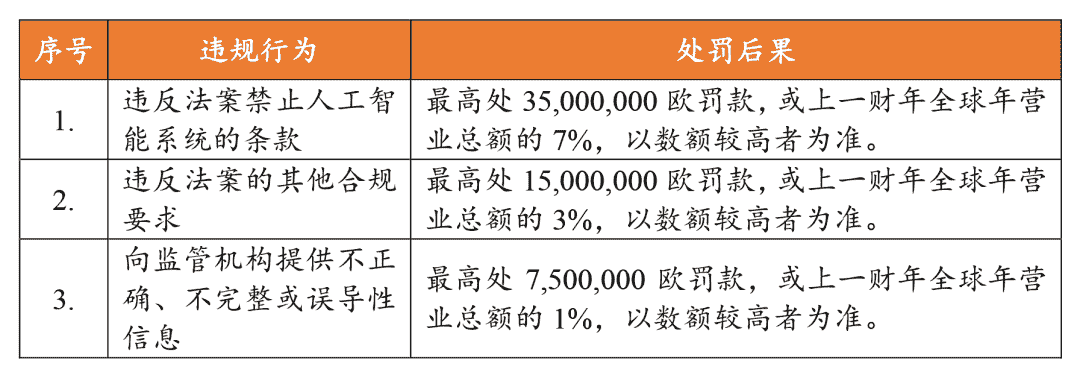 序号 违规行为 处罚后果
1. 违反法案禁止人工智
能系统的条款
最高处 35,000,000 欧罚款，或上一财年全球年营
业总额的 7%，以数额较高者为准。
2. 违反法案的其他合规
要求
最高处 15,000,000 欧罚款，或上一财年全球年营
业总额的 3%，以数额较高者为准。
3. 向监管机构提供不正
确、不完整或误导性
信息
最高处 7,500,000 欧罚款，或上一财年全球年营
业总额的 1%，以数额较高者为准。